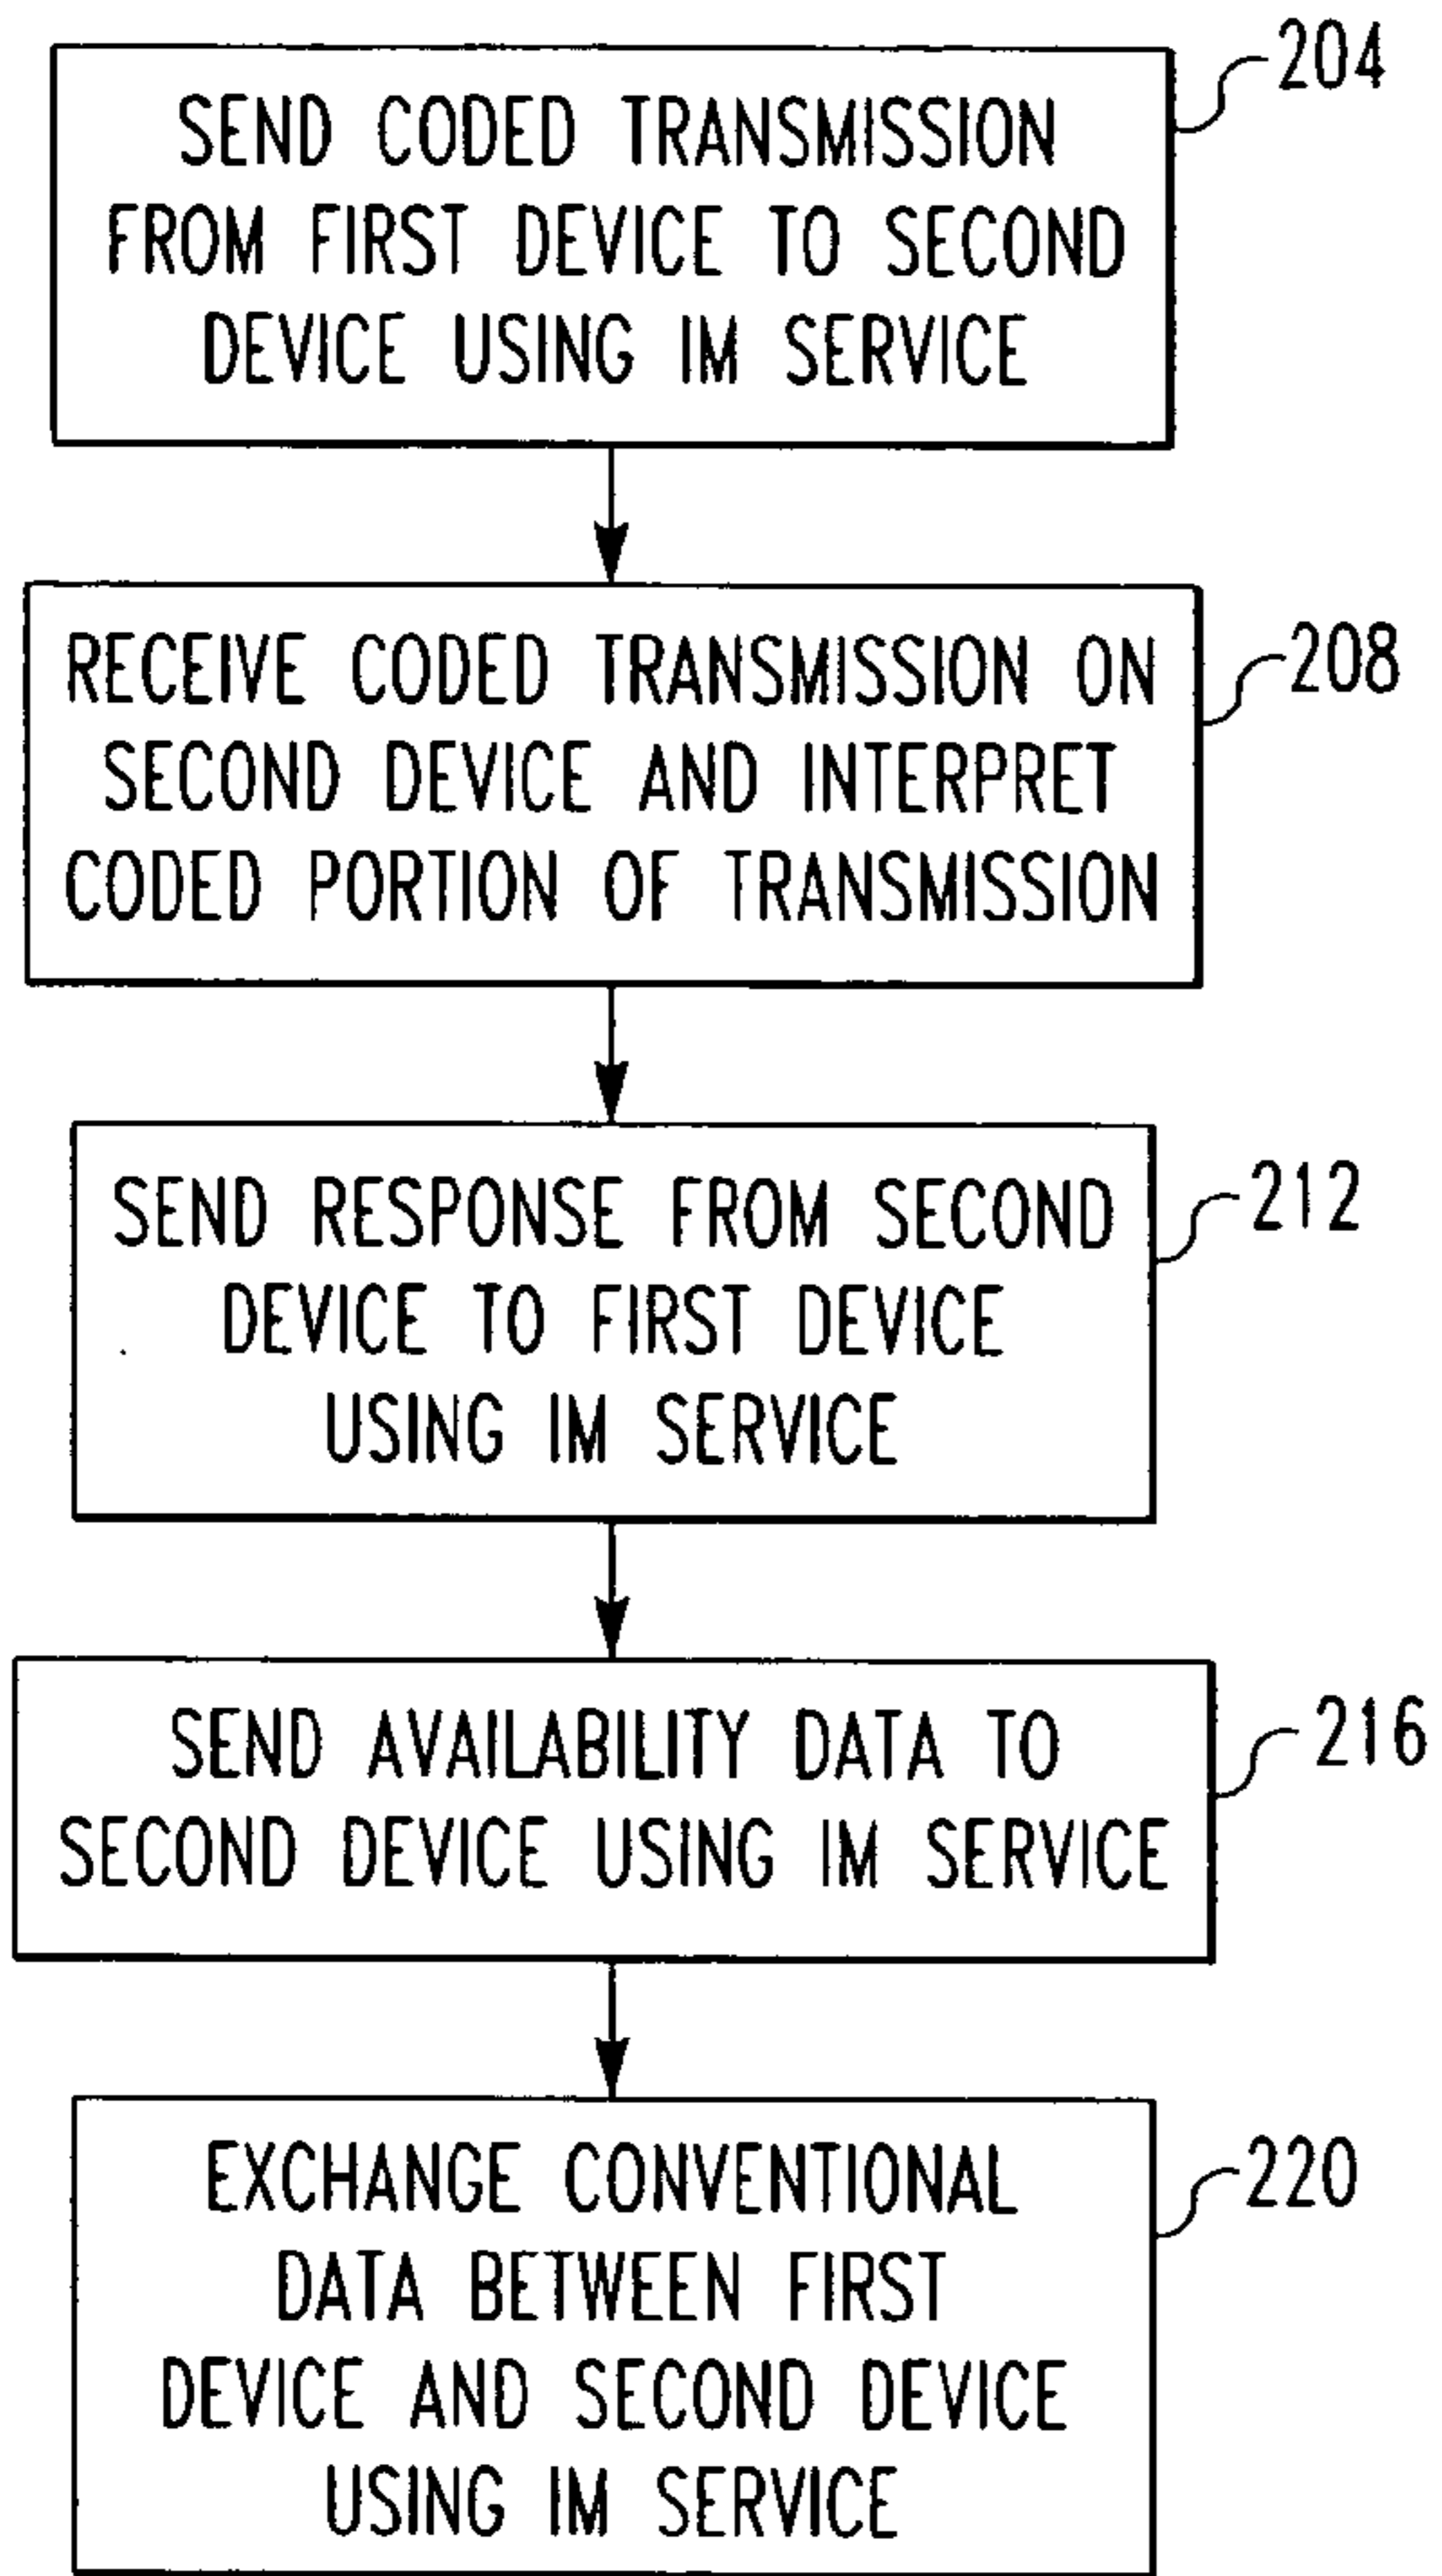 204
SEND CODED TRANSMISSION
FROM FIRST DEVICE TO SECOND
DEVICE USING IM SERVICE
208
RECEIVE CODED TRANSMISSION ON
SECOND DEVICE AND INTERPRET
CODED PORTION OF TRANSMISSION
212
SEND RESPONSE FROM SECOND
DEVICE TO FIRST DEVICE
USING IM SERVICE
216
SEND AVAILABILITY DATA TO
SECOND DEVICE USING IM SERVICE
220
EXCHANGE CONVENTIONAL
DATA BETWEEN FIRST
DEVICE AND SECOND DEVICE
USING IM SERVICE